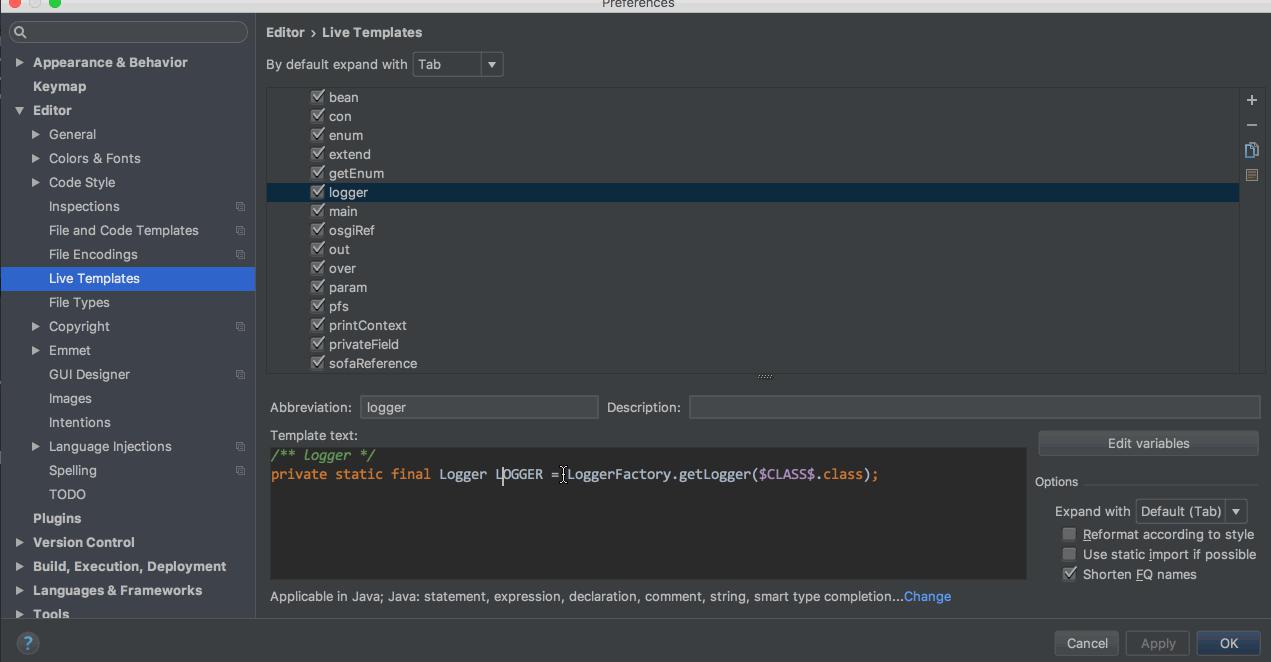 Preferences
Appearance & Behavior
Keymap
Editor
General
Colors & Fonts
Code Style
Inspections
File and Code Templates
File Encodings
Live Templates
File Types
Copyright
Emmet
GUI Designer
Images
Intentions
Language Injections
Spelling
TODO
Plugins
Version Control
Build, Execution, Deployment
Languages & Frameworks
Tools
Editor › Live Templates
By default expand with Tab
bean
con
enum
extend
getEnum
logger
main
osgiRef
out
over
param
pfs
printContext
privateField
sofaReference
Abbreviation: logger Description:
Template text:
/** logger */
private static final Logger LOGGER = LoggerFactory.getLogger($CLASS$.class);
Edit variables
Options
Expand with Default (Tab)
Reformat according to style
Use static import if possible
Shorten FQ names
Applicable in Java; Java: statement, expression, declaration, comment, string, smart type completion...Change
? Cancel Apply OK